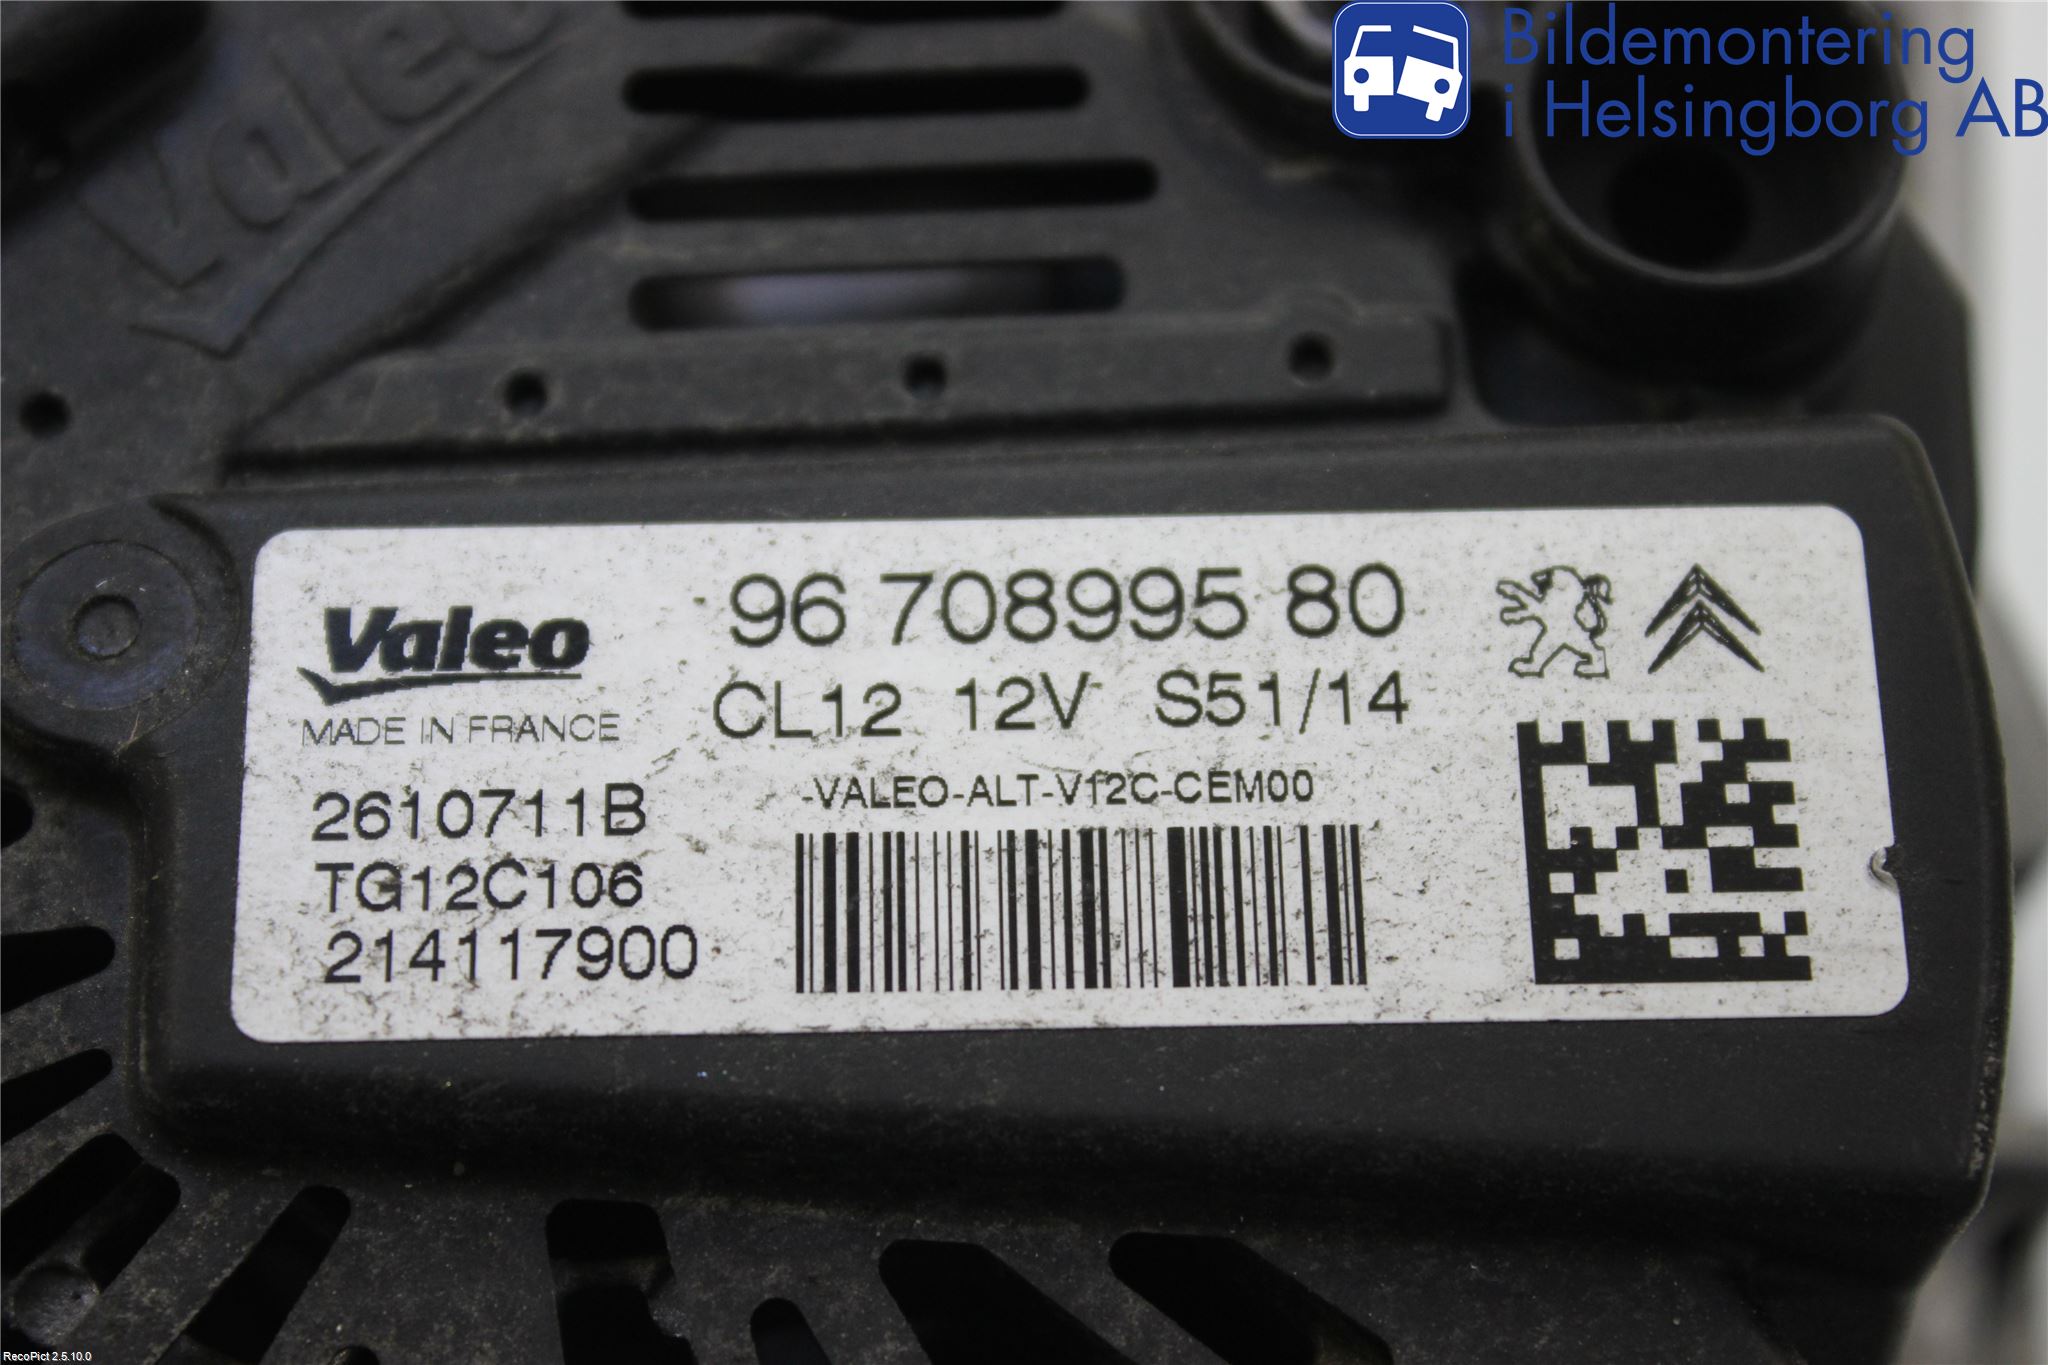 Valeo
Bildemontering
i Helsingborg AB
Valeo
MADE IN FRANCE
2610711B
TG12C106
214117900
96 708995 80
CL12 12V S51/14
-VALEO-ALT-V12C-CEM00
RecoPict 2.5.10.0